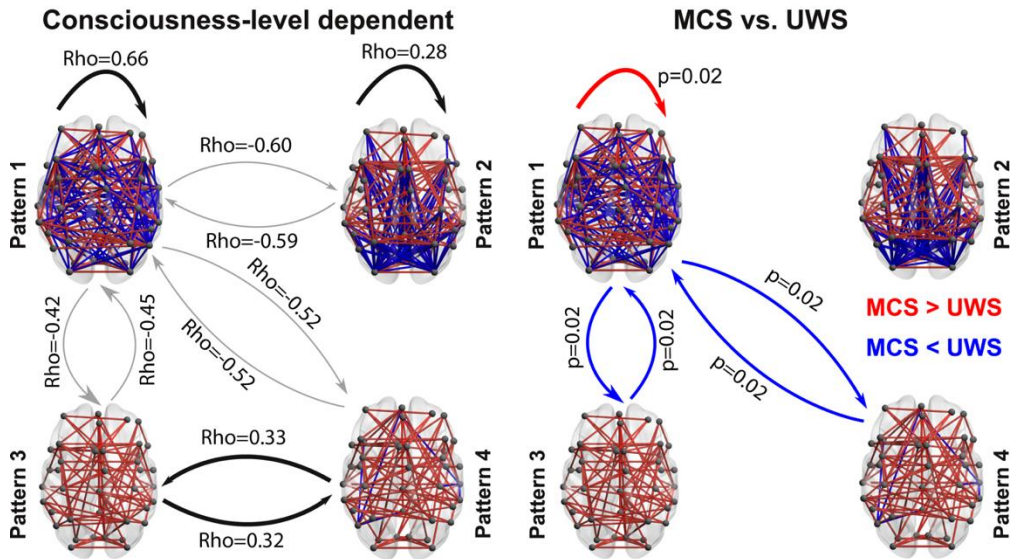 Consciousness-level dependent
MCS vs. UWS
Rho=0.66
Rho=0.28
p=0.02
Pattern 1
Rho=-0.60
Rho=-0.59
Pattern 2
Pattern 1
Pattern 2
Rho=-0.42
Rho=-0.45
Rho=-0.52
Rho=-0.52
p=0.02
p=0.02
p=0.02
p=0.02
MCS > UWS
MCS < UWS
Pattern 3
Rho=0.33
Rho=0.32
Pattern 4
Pattern 3
Pattern 4